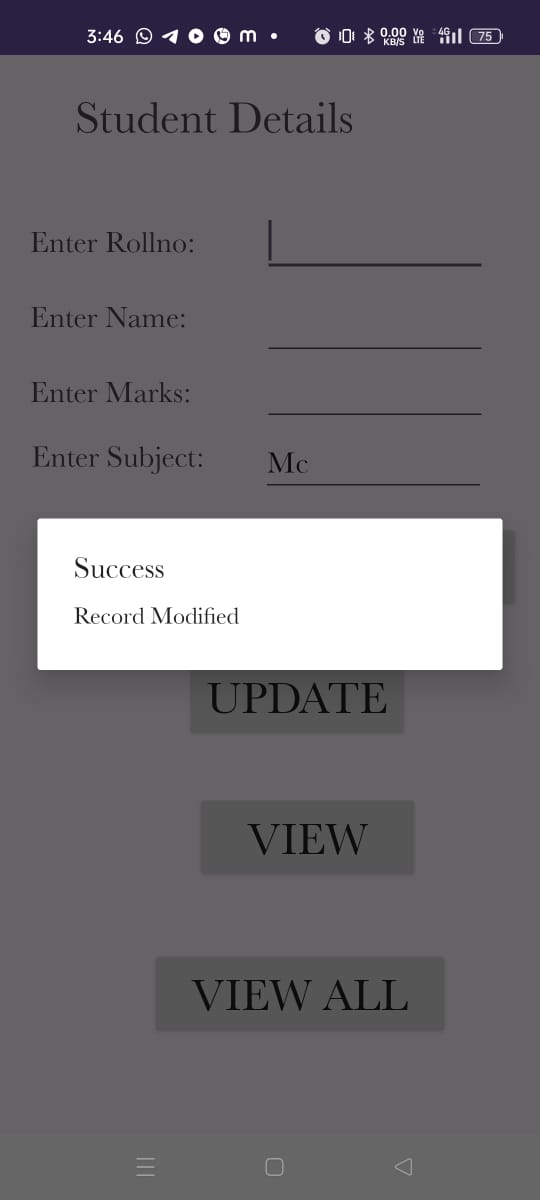 3:46 m 0.00 KB/S Vo LTE 4G 75
Student Details
Enter Rollno:
Enter Name:
Enter Marks:
Enter Subject: Mc
Success
Record Modified
UPDATE
VIEW
VIEW ALL